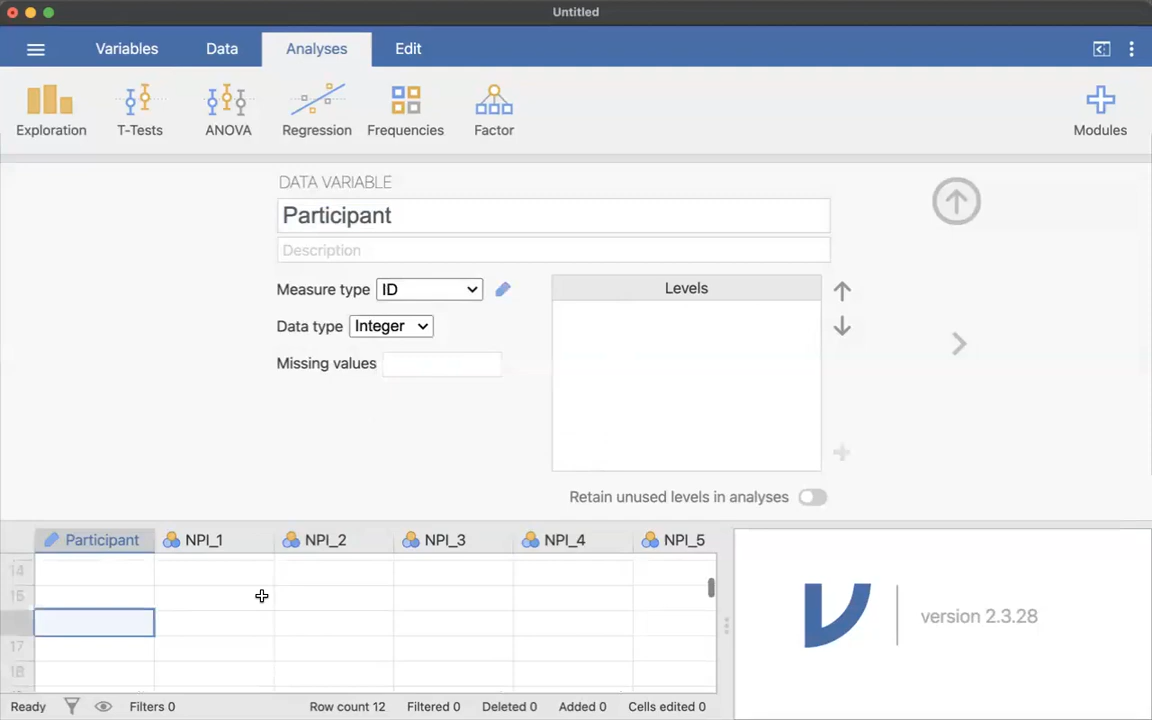 Untitled
Variables Data Analyses Edit
Exploration T-Tests ANOVA Regression Frequencies Factor Modules
DATA VARIABLE
Participant
Description
Measure type ID
Levels
Data type Integer
Missing values
Retain unused levels in analyses
Participant NPI_1 NPI_2 NPI_3 NPI_4 NPI_5
14
15
17
18
version 2.3.28
Ready Filters 0 Row count 12 Filtered 0 Deleted 0 Added 0 Cells edited 0